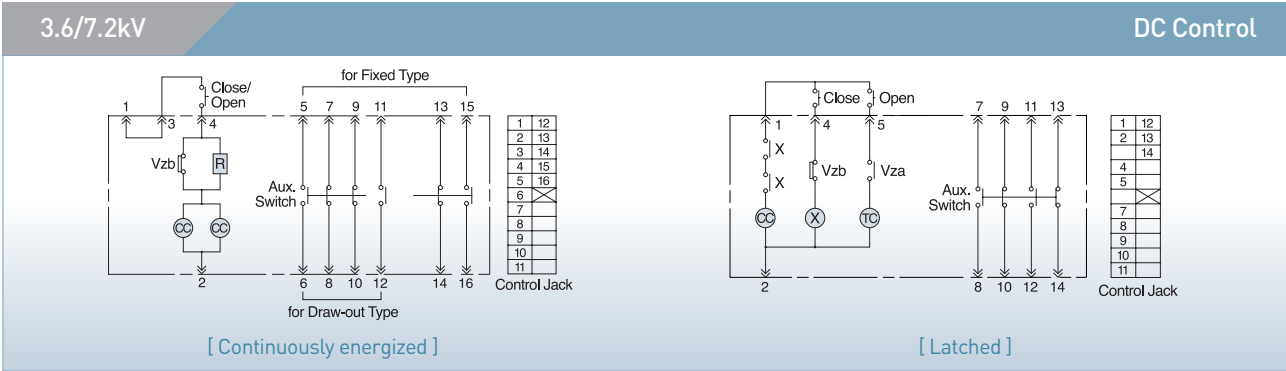 3.6/7.2kV
DC Control
for Fixed Type
Close/
Open
1 3 4 5 7 9 11 13 15
Vzb
R
Aux.
Switch
CC CC
2 6 8 10 12 14 16
for Draw-out Type
1 12
2 13
3 14
4 15
5 16
6
7
8
9
10
11
Control Jack
[ Continuously energized ]
Close Open
1 4 5 7 9 11 13
X
X
Vzb
Vza
Aux.
Switch
CC X TC
2 8 10 12 14
1 12
2 13
14
4
5
7
8
9
10
11
Control Jack
[ Latched ]